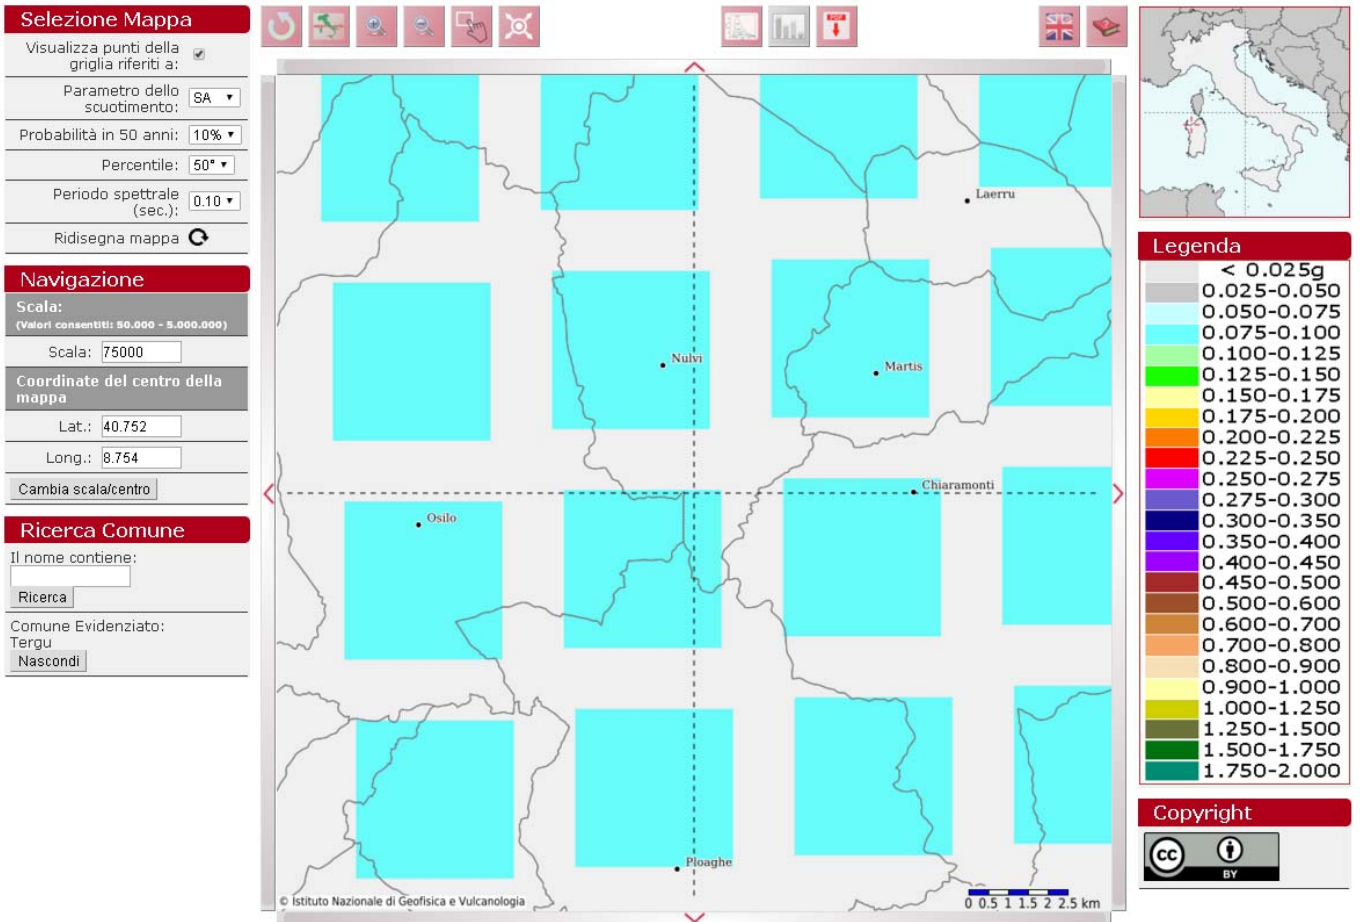 Selezione Mappa
Visualizza punti della
griglia riferiti a:
Parametro dello
scuotimento: SA
Probabilità in 50 anni: 10%
Percentile: 50°
Periodo spettrale
(sec.): 0.10
Ridisegna mappa
Navigazione
Scala:
(Valori consentiti: 50.000 - 5.000.000)
Scala: 75000
Coordinate del centro della
mappa
Lat.: 40.752
Long.: 8.754
Cambia scala/centro
Ricerca Comune
Il nome contiene:
Ricerca
Comune Evidenziato:
Tergu
Nascondi
PDF
Laerru
Nulvi
Martis
Chiaramonti
Osilo
Ploaghe
© Istituto Nazionale di Geofisica e Vulcanologia
0 0.5 1 1.5 2 2.5 km
Legenda
< 0.025g
0.025-0.050
0.050-0.075
0.075-0.100
0.100-0.125
0.125-0.150
0.150-0.175
0.175-0.200
0.200-0.225
0.225-0.250
0.250-0.275
0.275-0.300
0.300-0.350
0.350-0.400
0.400-0.450
0.450-0.500
0.500-0.600
0.600-0.700
0.700-0.800
0.800-0.900
0.900-1.000
1.000-1.250
1.250-1.500
1.500-1.750
1.750-2.000
Copyright
cc
BY